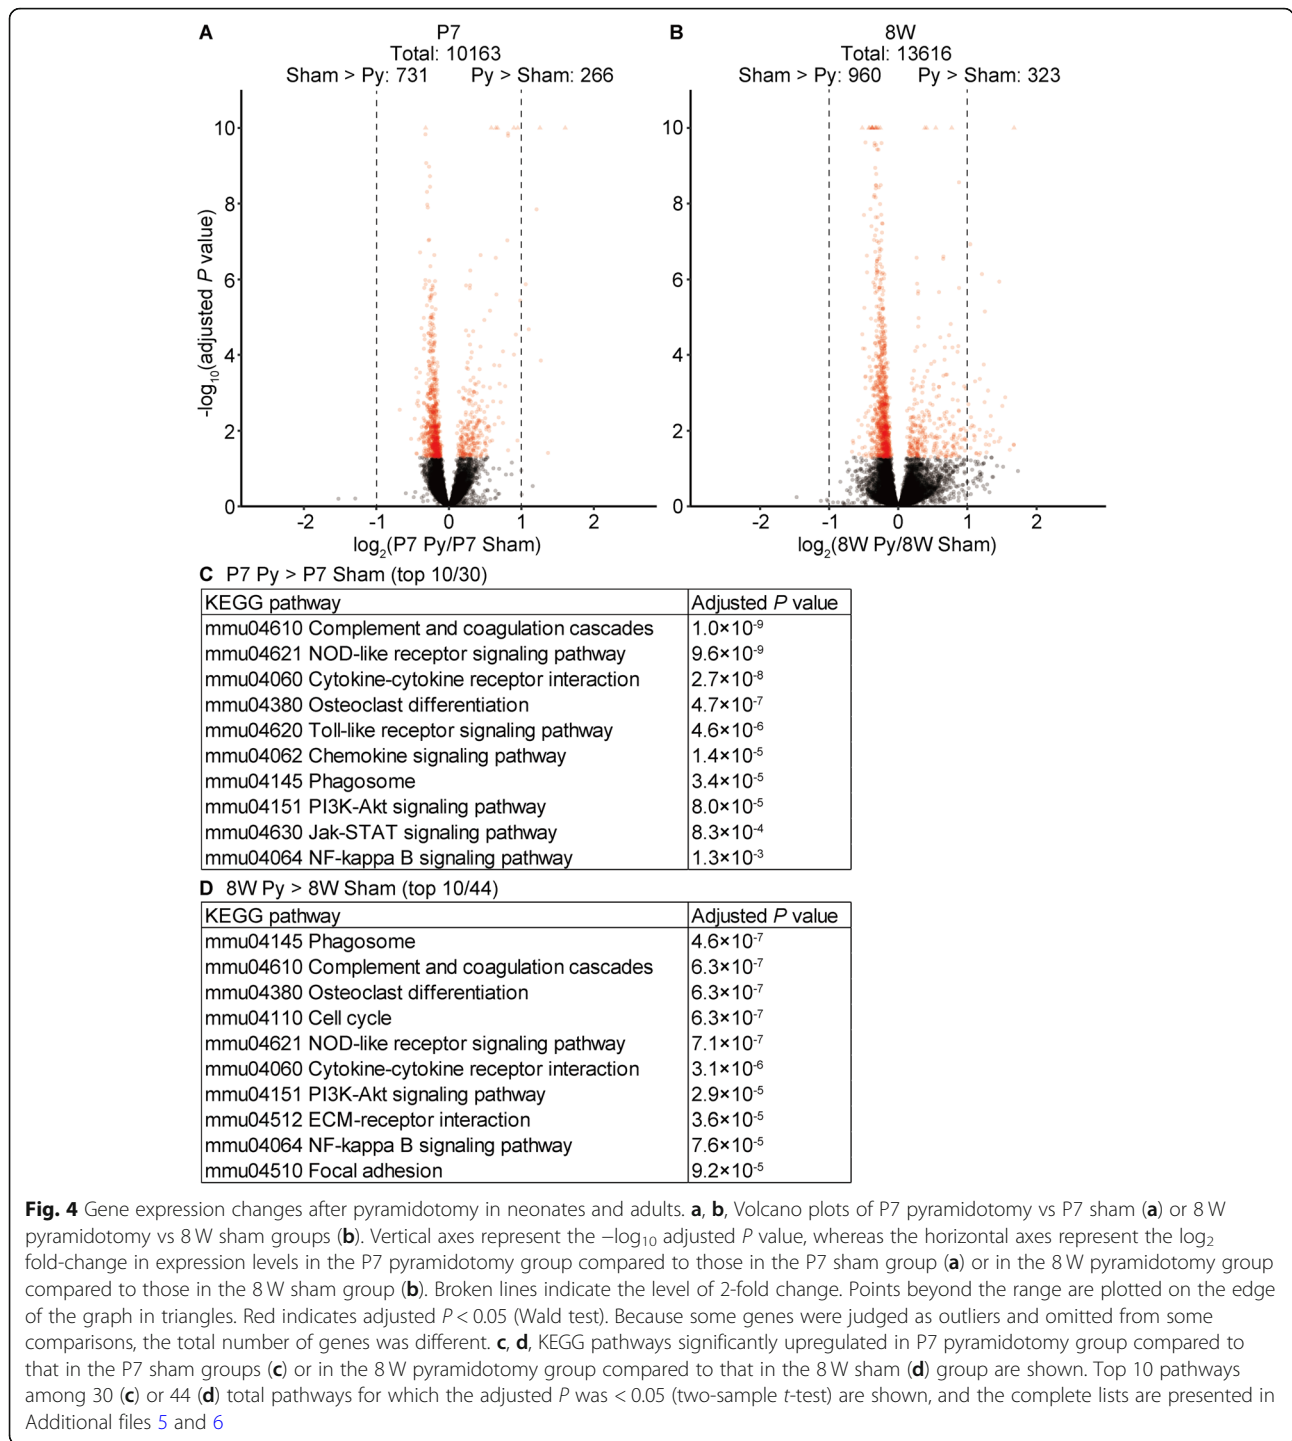 A P7
Total: 10163
Sham > Py: 731 Py > Sham: 266
10
8
6
4
2
0
-log10(adjusted P value)
-2 -1 0 1 2
log2(P7 Py/P7 Sham)
B 8W
Total: 13616
Sham > Py: 960 Py > Sham: 323
10
8
6
4
2
0
-2 -1 0 1 2
log2(8W Py/8W Sham)
C P7 Py > P7 Sham (top 10/30)
KEGG pathway Adjusted P value
mmu04610 Complement and coagulation cascades 1.0×10-9
mmu04621 NOD-like receptor signaling pathway 9.6×10-9
mmu04060 Cytokine-cytokine receptor interaction 2.7×10-8
mmu04380 Osteoclast differentiation 4.7×10-7
mmu04620 Toll-like receptor signaling pathway 4.6×10-6
mmu04062 Chemokine signaling pathway 1.4×10-5
mmu04145 Phagosome 3.4×10-5
mmu04151 PI3K-Akt signaling pathway 8.0×10-5
mmu04630 Jak-STAT signaling pathway 8.3×10-4
mmu04064 NF-kappa B signaling pathway 1.3×10-3
D 8W Py > 8W Sham (top 10/44)
KEGG pathway Adjusted P value
mmu04145 Phagosome 4.6×10-7
mmu04610 Complement and coagulation cascades 6.3×10-7
mmu04380 Osteoclast differentiation 6.3×10-7
mmu04110 Cell cycle 6.3×10-7
mmu04621 NOD-like receptor signaling pathway 7.1×10-7
mmu04060 Cytokine-cytokine receptor interaction 3.1×10-6
mmu04151 PI3K-Akt signaling pathway 2.9×10-5
mmu04512 ECM-receptor interaction 3.6×10-5
mmu04064 NF-kappa B signaling pathway 7.6×10-5
mmu04510 Focal adhesion 9.2×10-5
Fig. 4 Gene expression changes after pyramidotomy in neonates and adults. a, b, Volcano plots of P7 pyramidotomy vs P7 sham (a) or 8 W
pyramidotomy vs 8 W sham groups (b). Vertical axes represent the −log10 adjusted P value, whereas the horizontal axes represent the log2
fold-change in expression levels in the P7 pyramidotomy group compared to those in the P7 sham group (a) or in the 8 W pyramidotomy group
compared to those in the 8 W sham group (b). Broken lines indicate the level of 2-fold change. Points beyond the range are plotted on the edge
of the graph in triangles. Red indicates adjusted P < 0.05 (Wald test). Because some genes were judged as outliers and omitted from some
comparisons, the total number of genes was different. c, d, KEGG pathways significantly upregulated in P7 pyramidotomy group compared to
that in the P7 sham groups (c) or in the 8 W pyramidotomy group compared to that in the 8 W sham (d) group are shown. Top 10 pathways
among 30 (c) or 44 (d) total pathways for which the adjusted P was < 0.05 (two-sample t-test) are shown, and the complete lists are presented in
Additional files 5 and 6